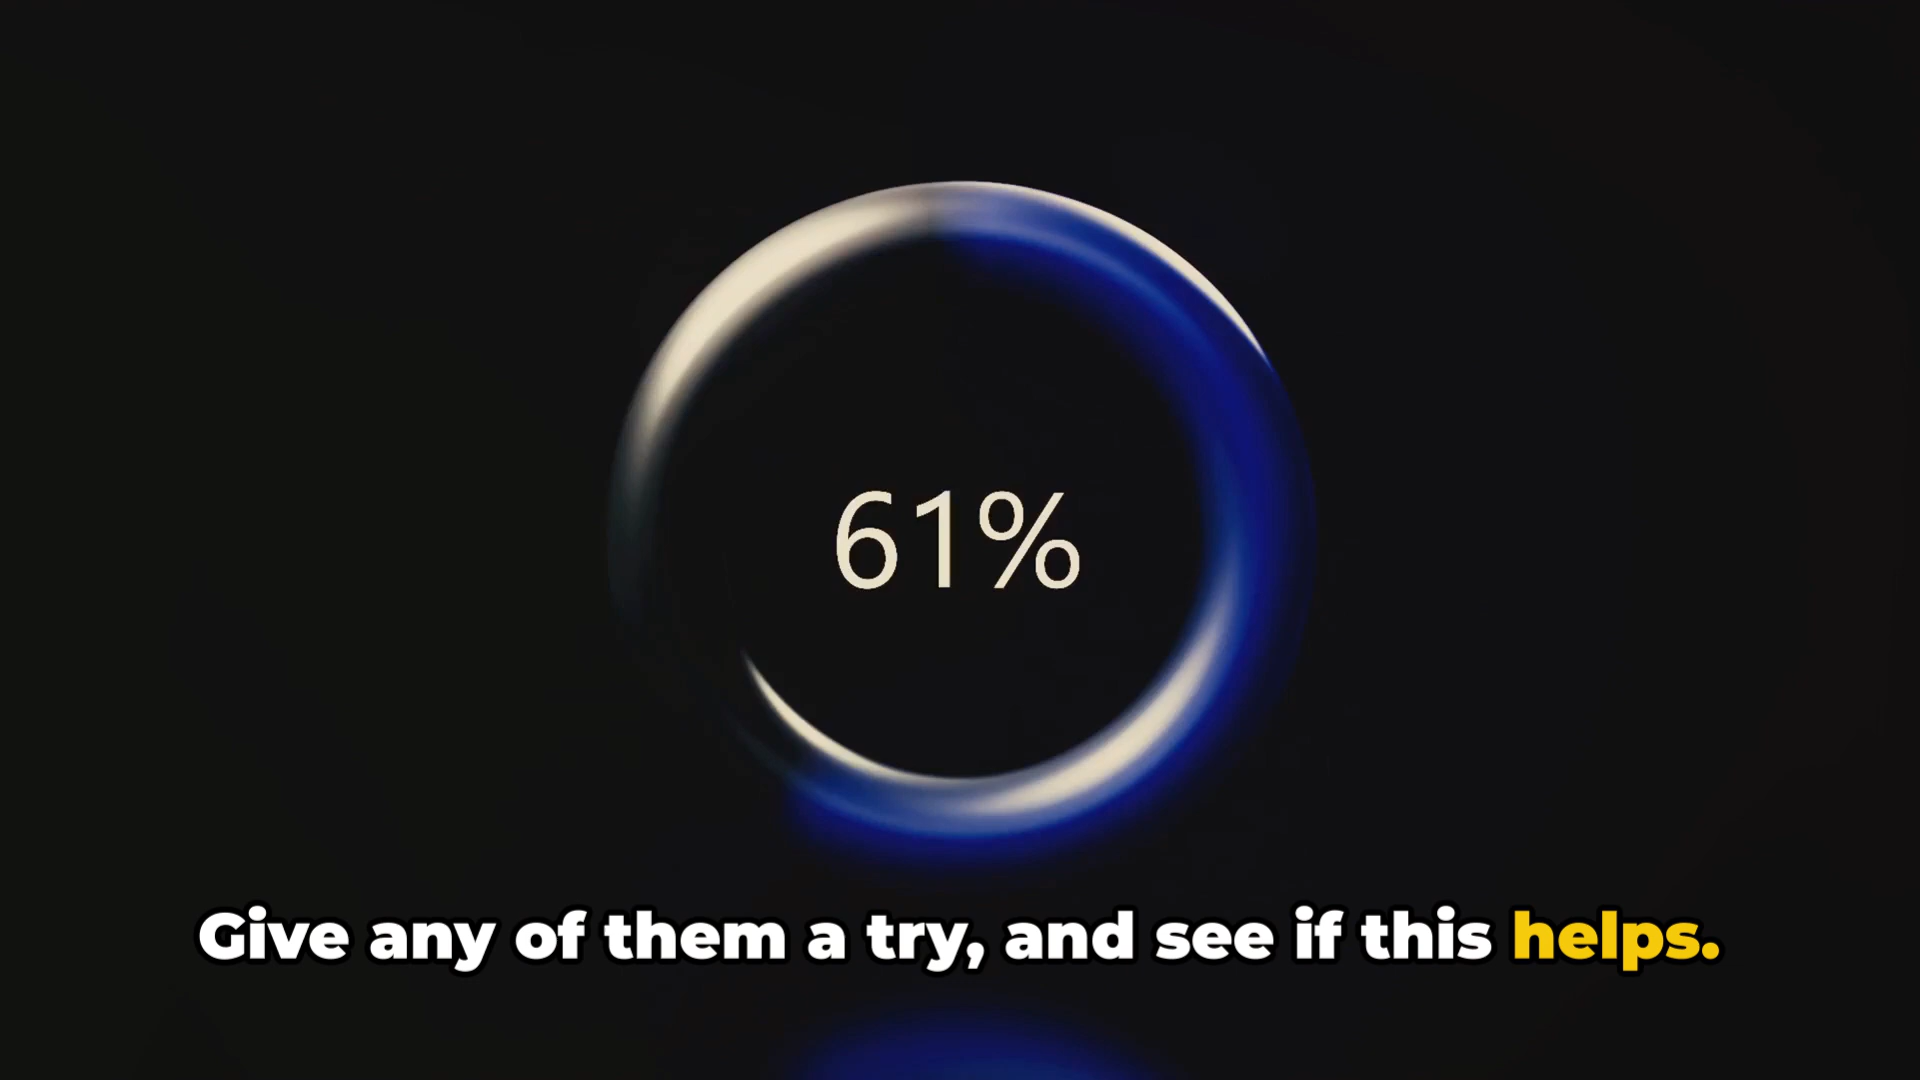 61%
Give any of them a try, and see if this helps.